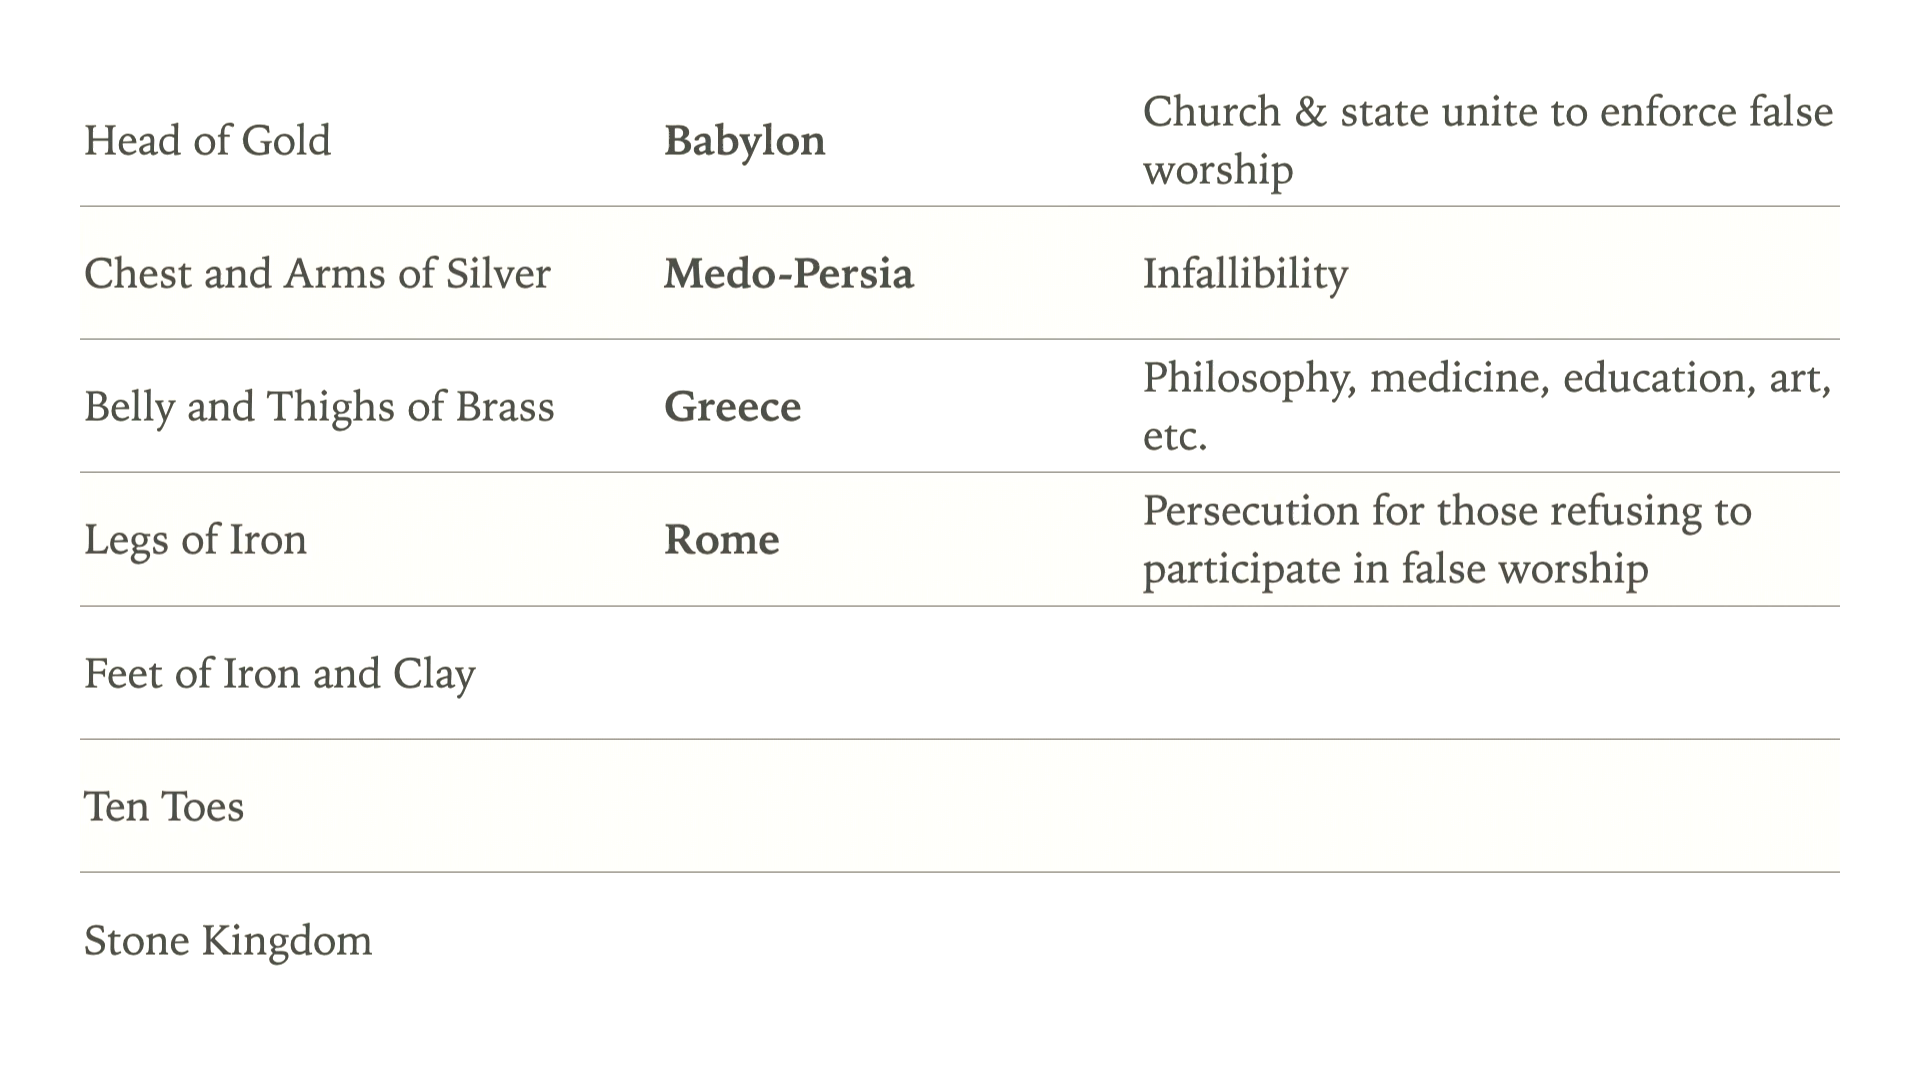 Head of Gold
Babylon
Church & state unite to enforce false
worship
Chest and Arms of Silver
Medo-Persia
Infallibility
Belly and Thighs of Brass
Greece
Philosophy, medicine, education, art,
etc.
Legs of Iron
Rome
Persecution for those refusing to
participate in false worship
Feet of Iron and Clay
Ten Toes
Stone Kingdom